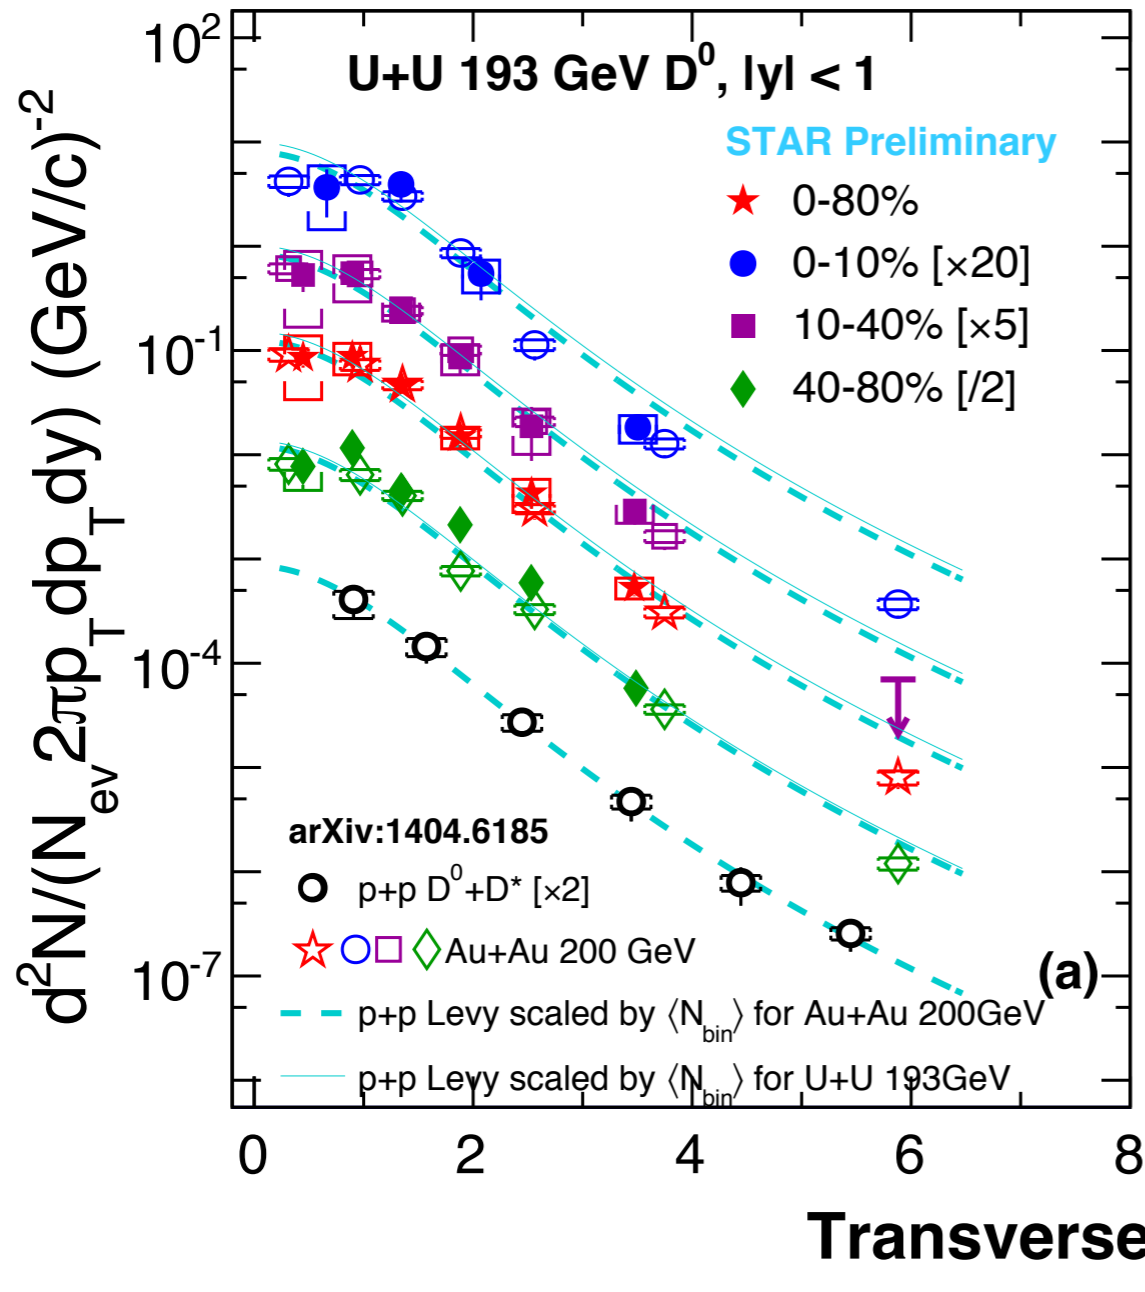 10²
U+U 193 GeV D⁰, |y| < 1
STAR Preliminary
0-80%
0-10% [×20]
10-40% [×5]
40-80% [/2]
10⁻¹
10⁻⁴
10⁻⁷
d²N/(N_ev 2πp_T dp_T dy) (GeV/c)⁻²
arXiv:1404.6185
p+p D⁰+D* [×2]
Au+Au 200 GeV
(a)
p+p Levy scaled by ⟨N_bin⟩ for Au+Au 200GeV
p+p Levy scaled by ⟨N_bin⟩ for U+U 193GeV
0 2 4 6 8
Transverse